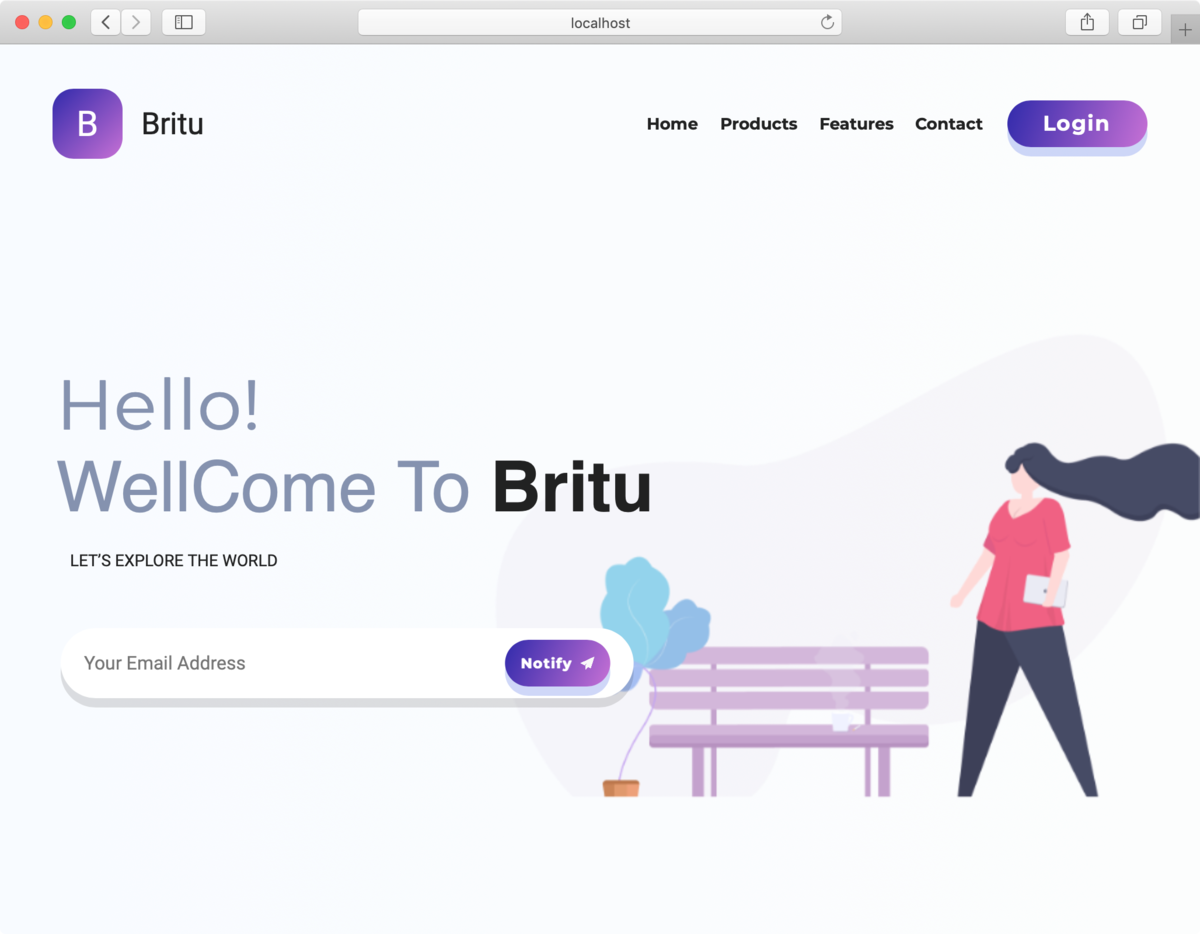 localhost
B
Britu
Home Products Features Contact Login
Hello!
WellCome To Britu
LET’S EXPLORE THE WORLD
Your Email Address
Notify